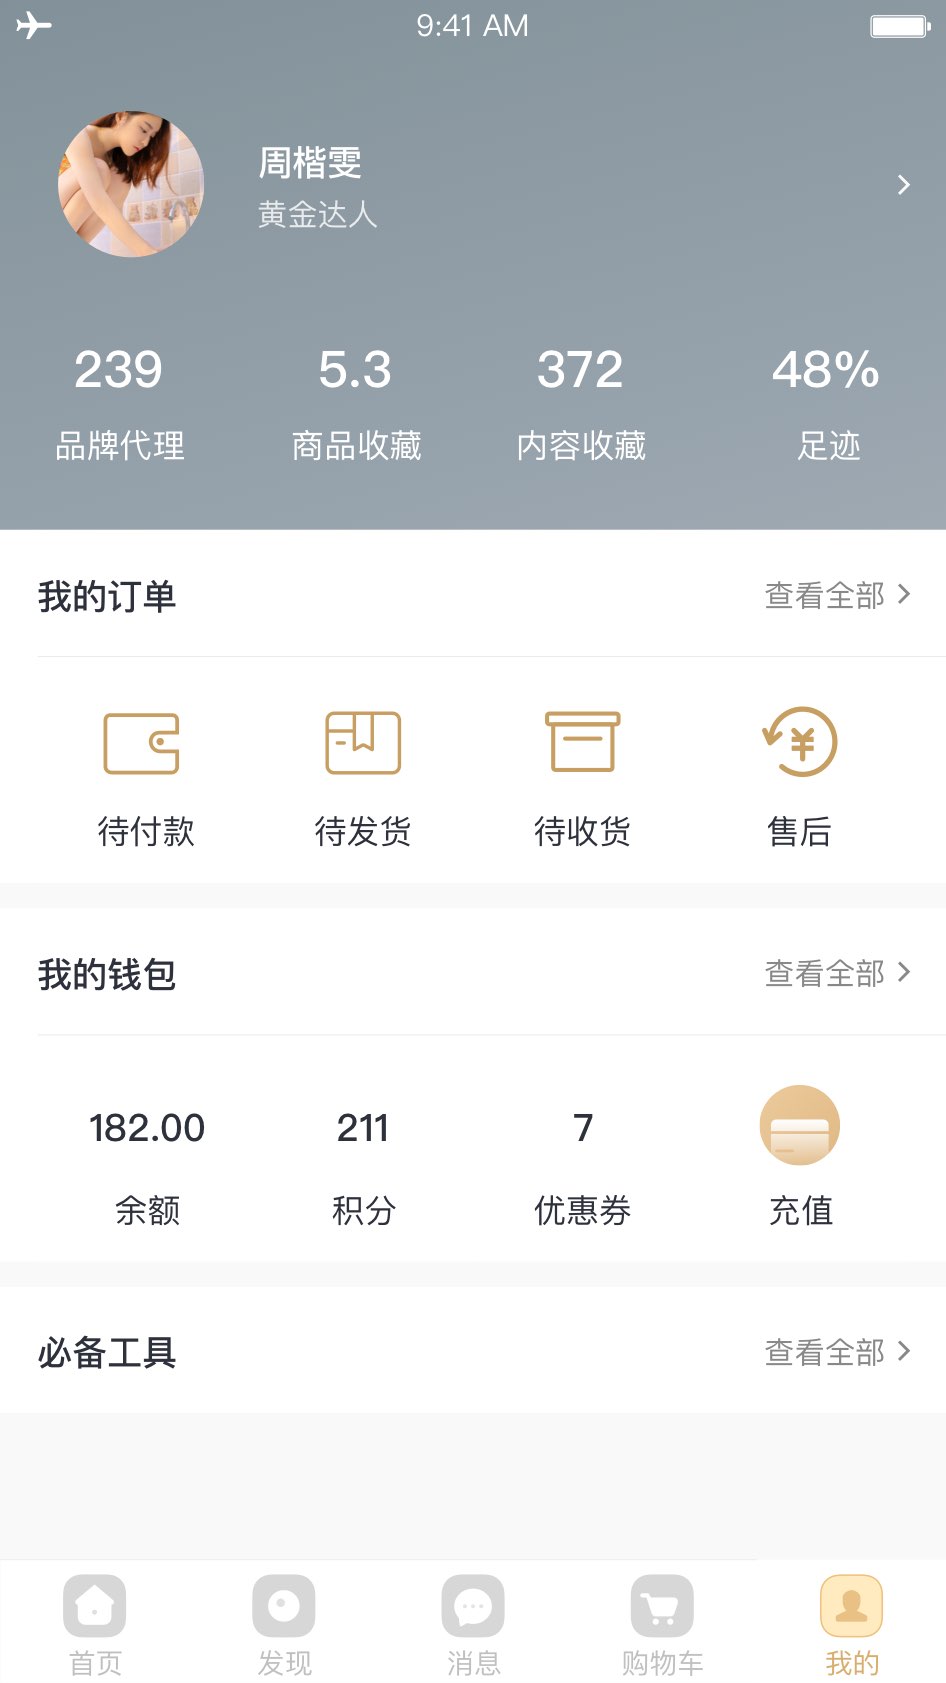 9:41 AM
周楷雯
黄金达人
239 5.3 372 48%
品牌代理 商品收藏 内容收藏 足迹
我的订单 查看全部
待付款 待发货 待收货 售后
我的钱包 查看全部
182.00 211 7
余额 积分 优惠券 充值
必备工具 查看全部
首页 发现 消息 购物车 我的